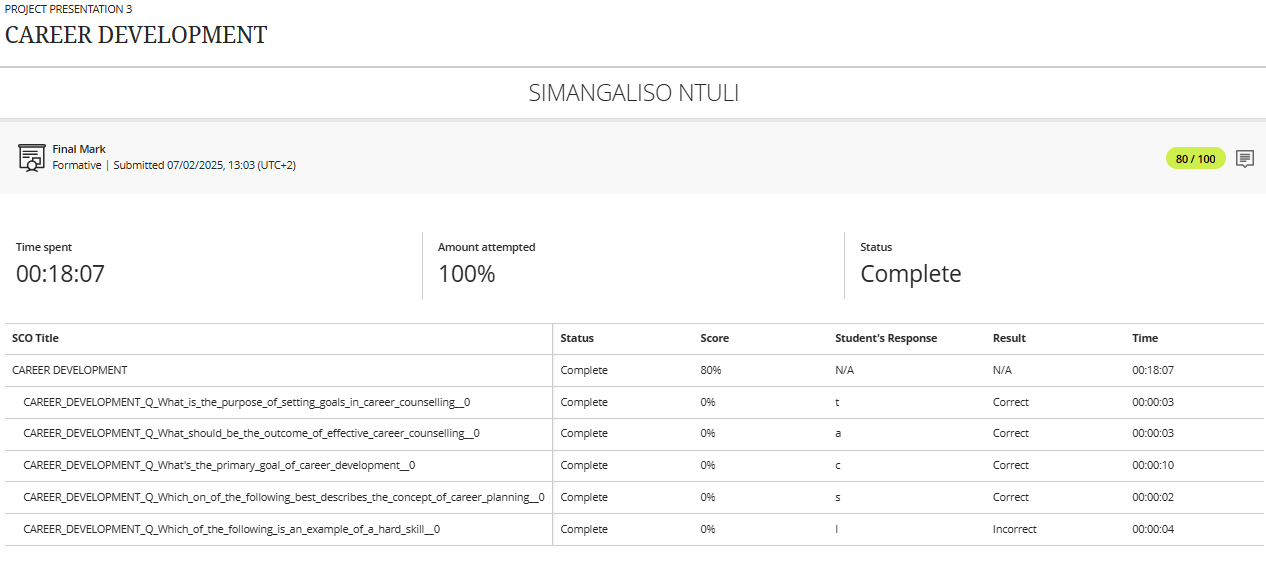 PROJECT PRESENTATION 3
CAREER DEVELOPMENT
SIMANGALISO NTULI
Final Mark
Formative | Submitted 07/02/2025, 13:03 (UTC+2)
80 / 100
Time spent Amount attempted Status
00:18:07 100% Complete
SCO Title Status Score Student's Response Result Time
CAREER DEVELOPMENT Complete 80% N/A N/A 00:18:07
CAREER_DEVELOPMENT_Q_What_is_the_purpose_of_setting_goals_in_career_counselling__0 Complete 0% t Correct 00:00:03
CAREER_DEVELOPMENT_Q_What_should_be_the_outcome_of_effective_career_counselling__0 Complete 0% a Correct 00:00:03
CAREER_DEVELOPMENT_Q_What's_the_primary_goal_of_career_development__0 Complete 0% c Correct 00:00:10
CAREER_DEVELOPMENT_Q_Which_on_of_the_following_best_describes_the_concept_of_career_planning__0 Complete 0% s Correct 00:00:02
CAREER_DEVELOPMENT_Q_Which_of_the_following_is_an_example_of_a_hard_skill__0 Complete 0% l Incorrect 00:00:04